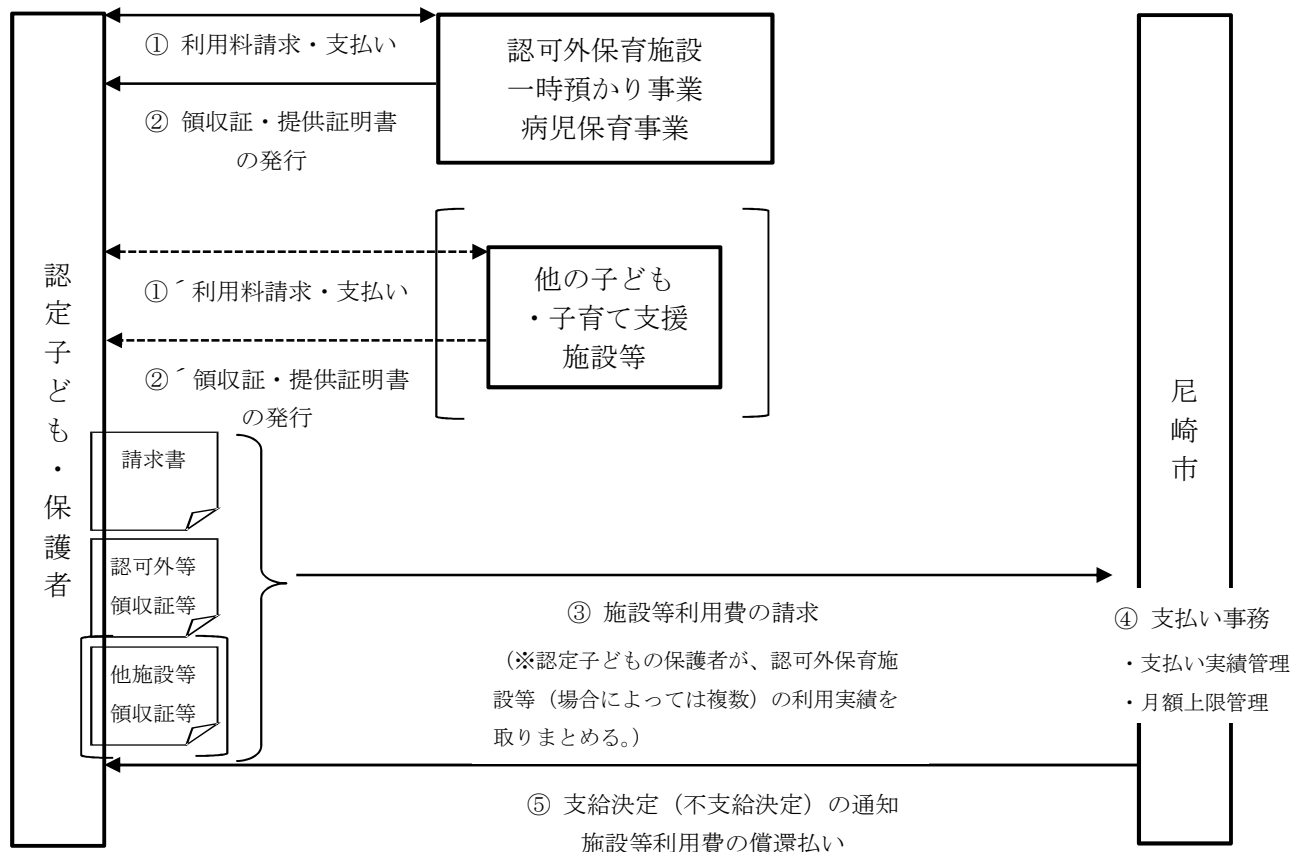 ① 利用料請求・支払い
認可外保育施設
一時預かり事業
病児保育事業
② 領収証・提供証明書
の発行
認定子ども・保護者
①´利用料請求・支払い
他の子ども
・子育て支援
施設等
②´領収証・提供証明書
の発行
尼崎市
請求書
認可外等
領収証等
他施設等
領収証等
③ 施設等利用費の請求
(※認定子どもの保護者が、認可外保育施
設等(場合によっては複数)の利用実績を
取りまとめる。)
④ 支払い事務
・支払い実績管理
・月額上限管理
⑤ 支給決定(不支給決定)の通知
施設等利用費の償還払い